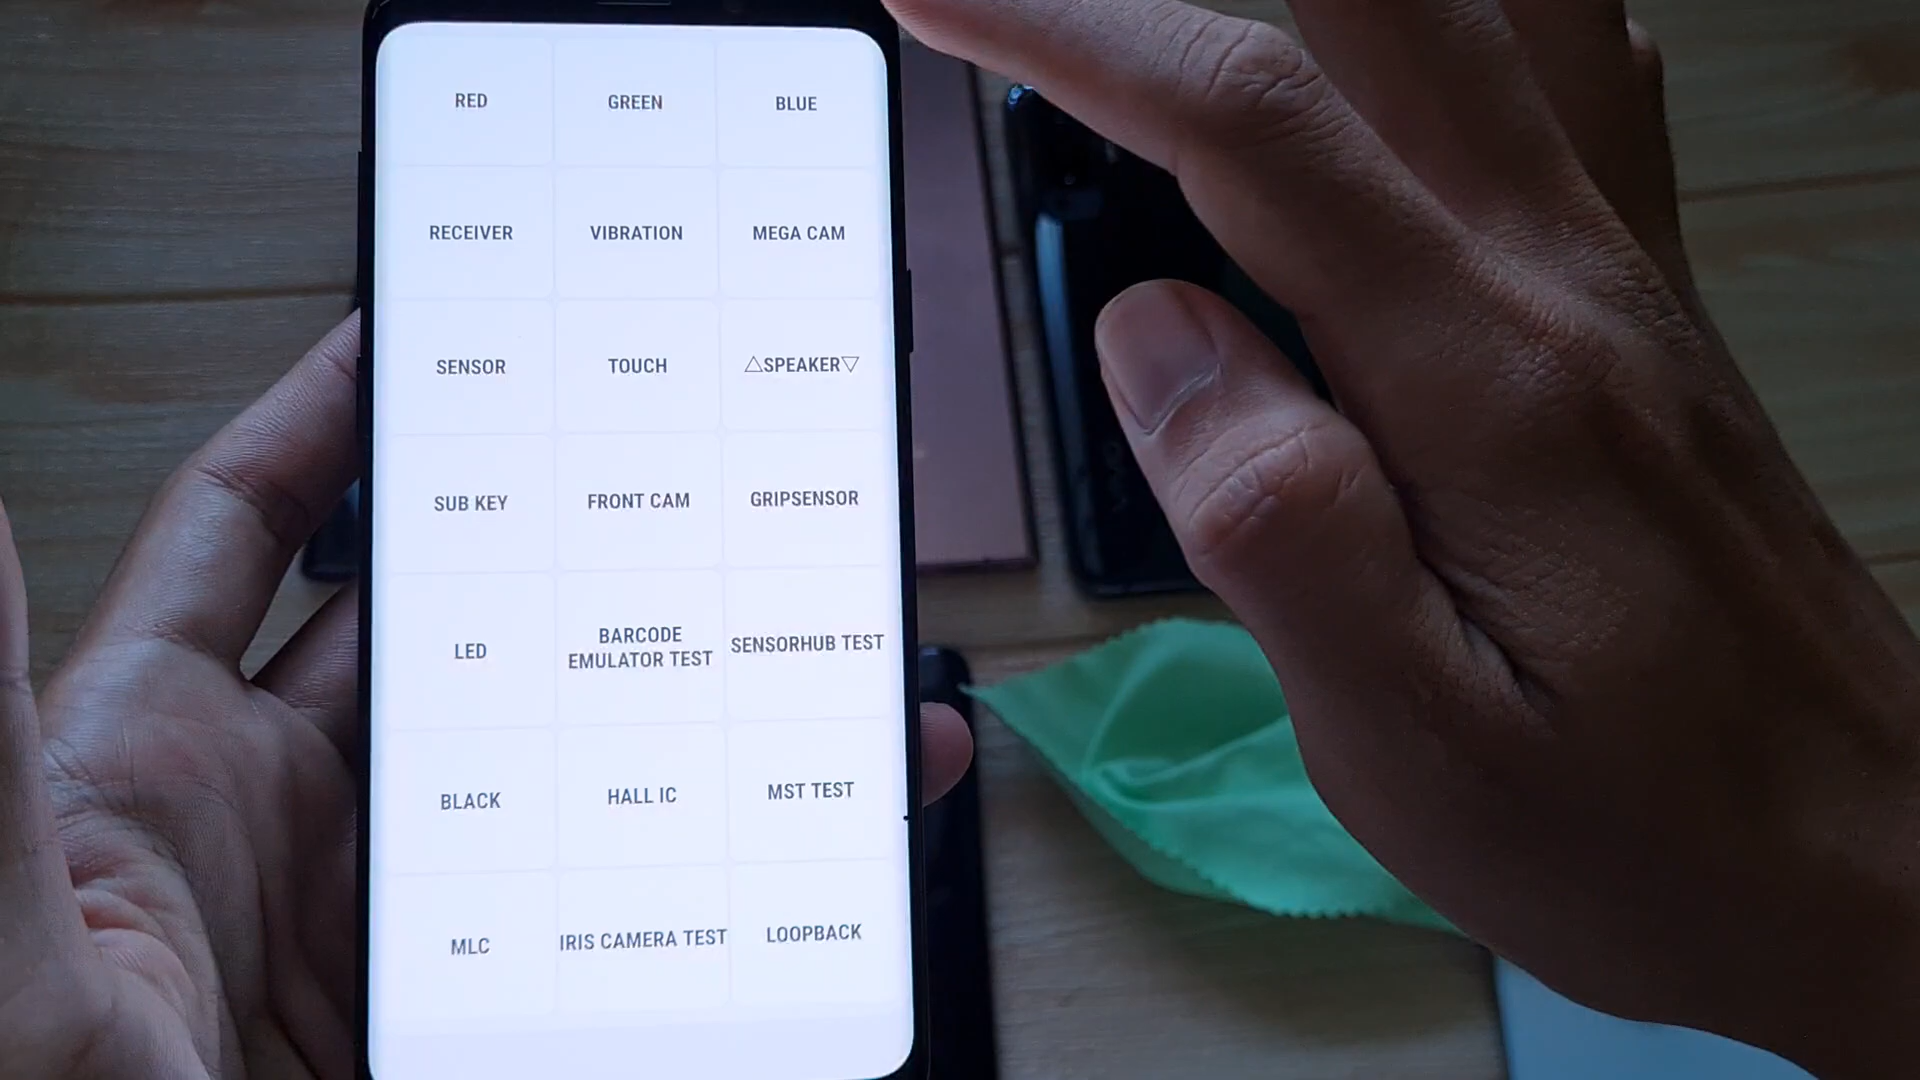 RED
GREEN
BLUE
RECEIVER
VIBRATION
MEGA CAM
SENSOR
TOUCH
△SPEAKER▽
SUB KEY
FRONT CAM
GRIPSENSOR
LED
BARCODE
EMULATOR TEST
SENSORHUB TEST
BLACK
HALL IC
MST TEST
MLC
IRIS CAMERA TEST
LOOPBACK